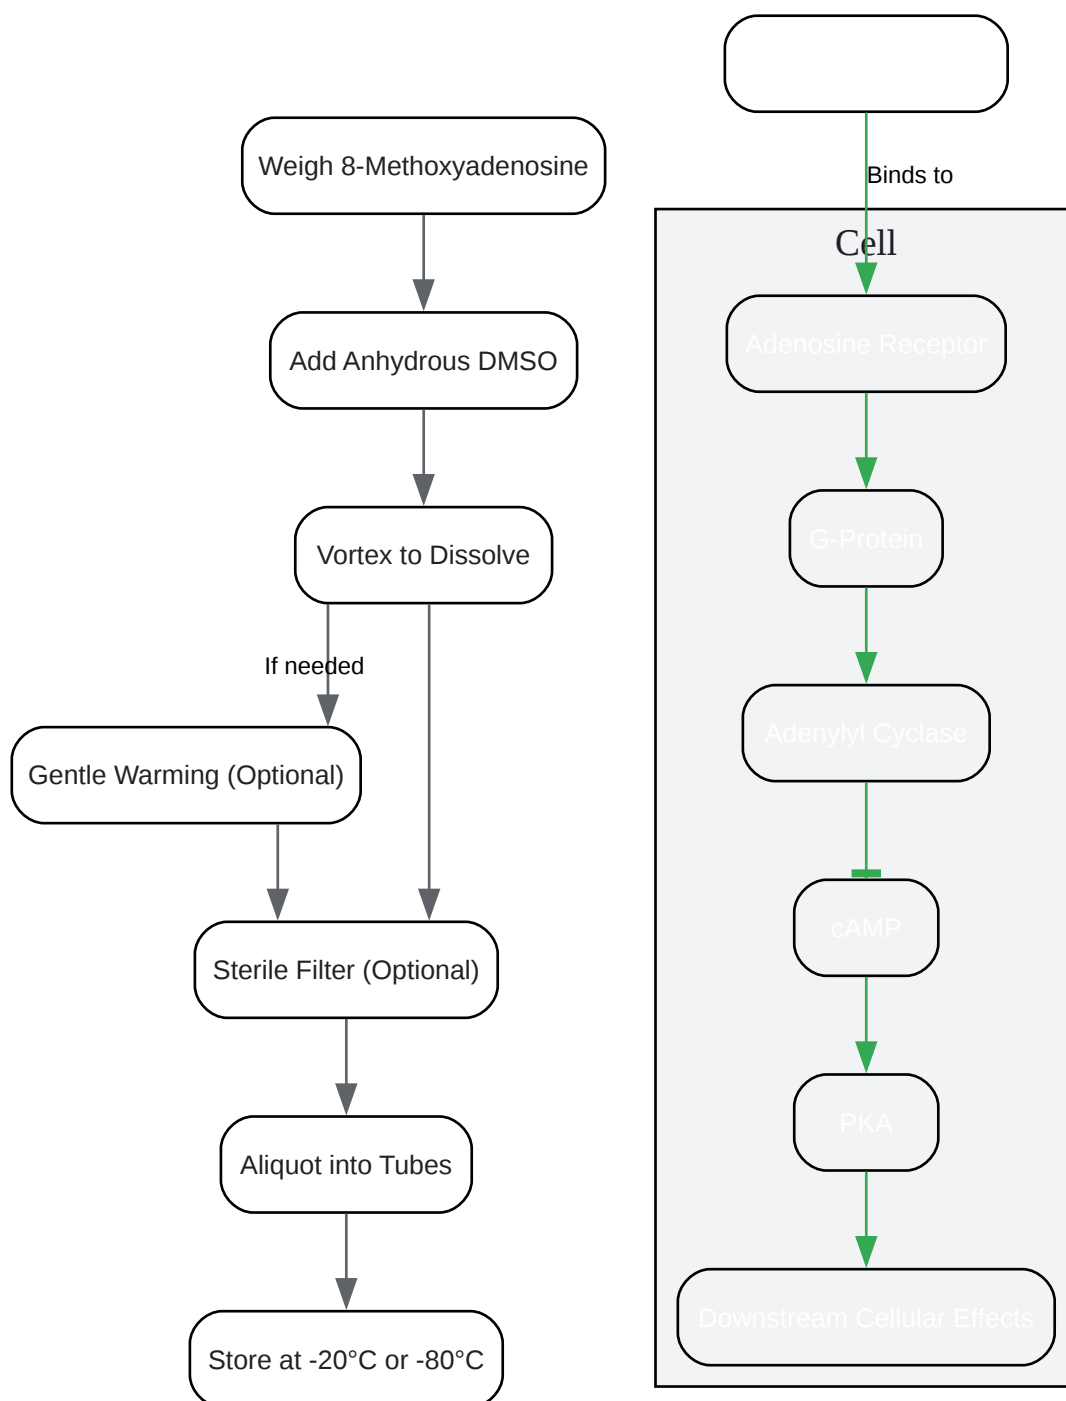 Weigh 8-Methoxyadenosine
Add Anhydrous DMSO
Vortex to Dissolve
If needed
Gentle Warming (Optional)
Sterile Filter (Optional)
Aliquot into Tubes
Store at -20°C or -80°C
Binds to
Cell
Adenosine Receptor
G-Protein
Adenylyl Cyclase
cAMP
PKA
Downstream Cellular Effects